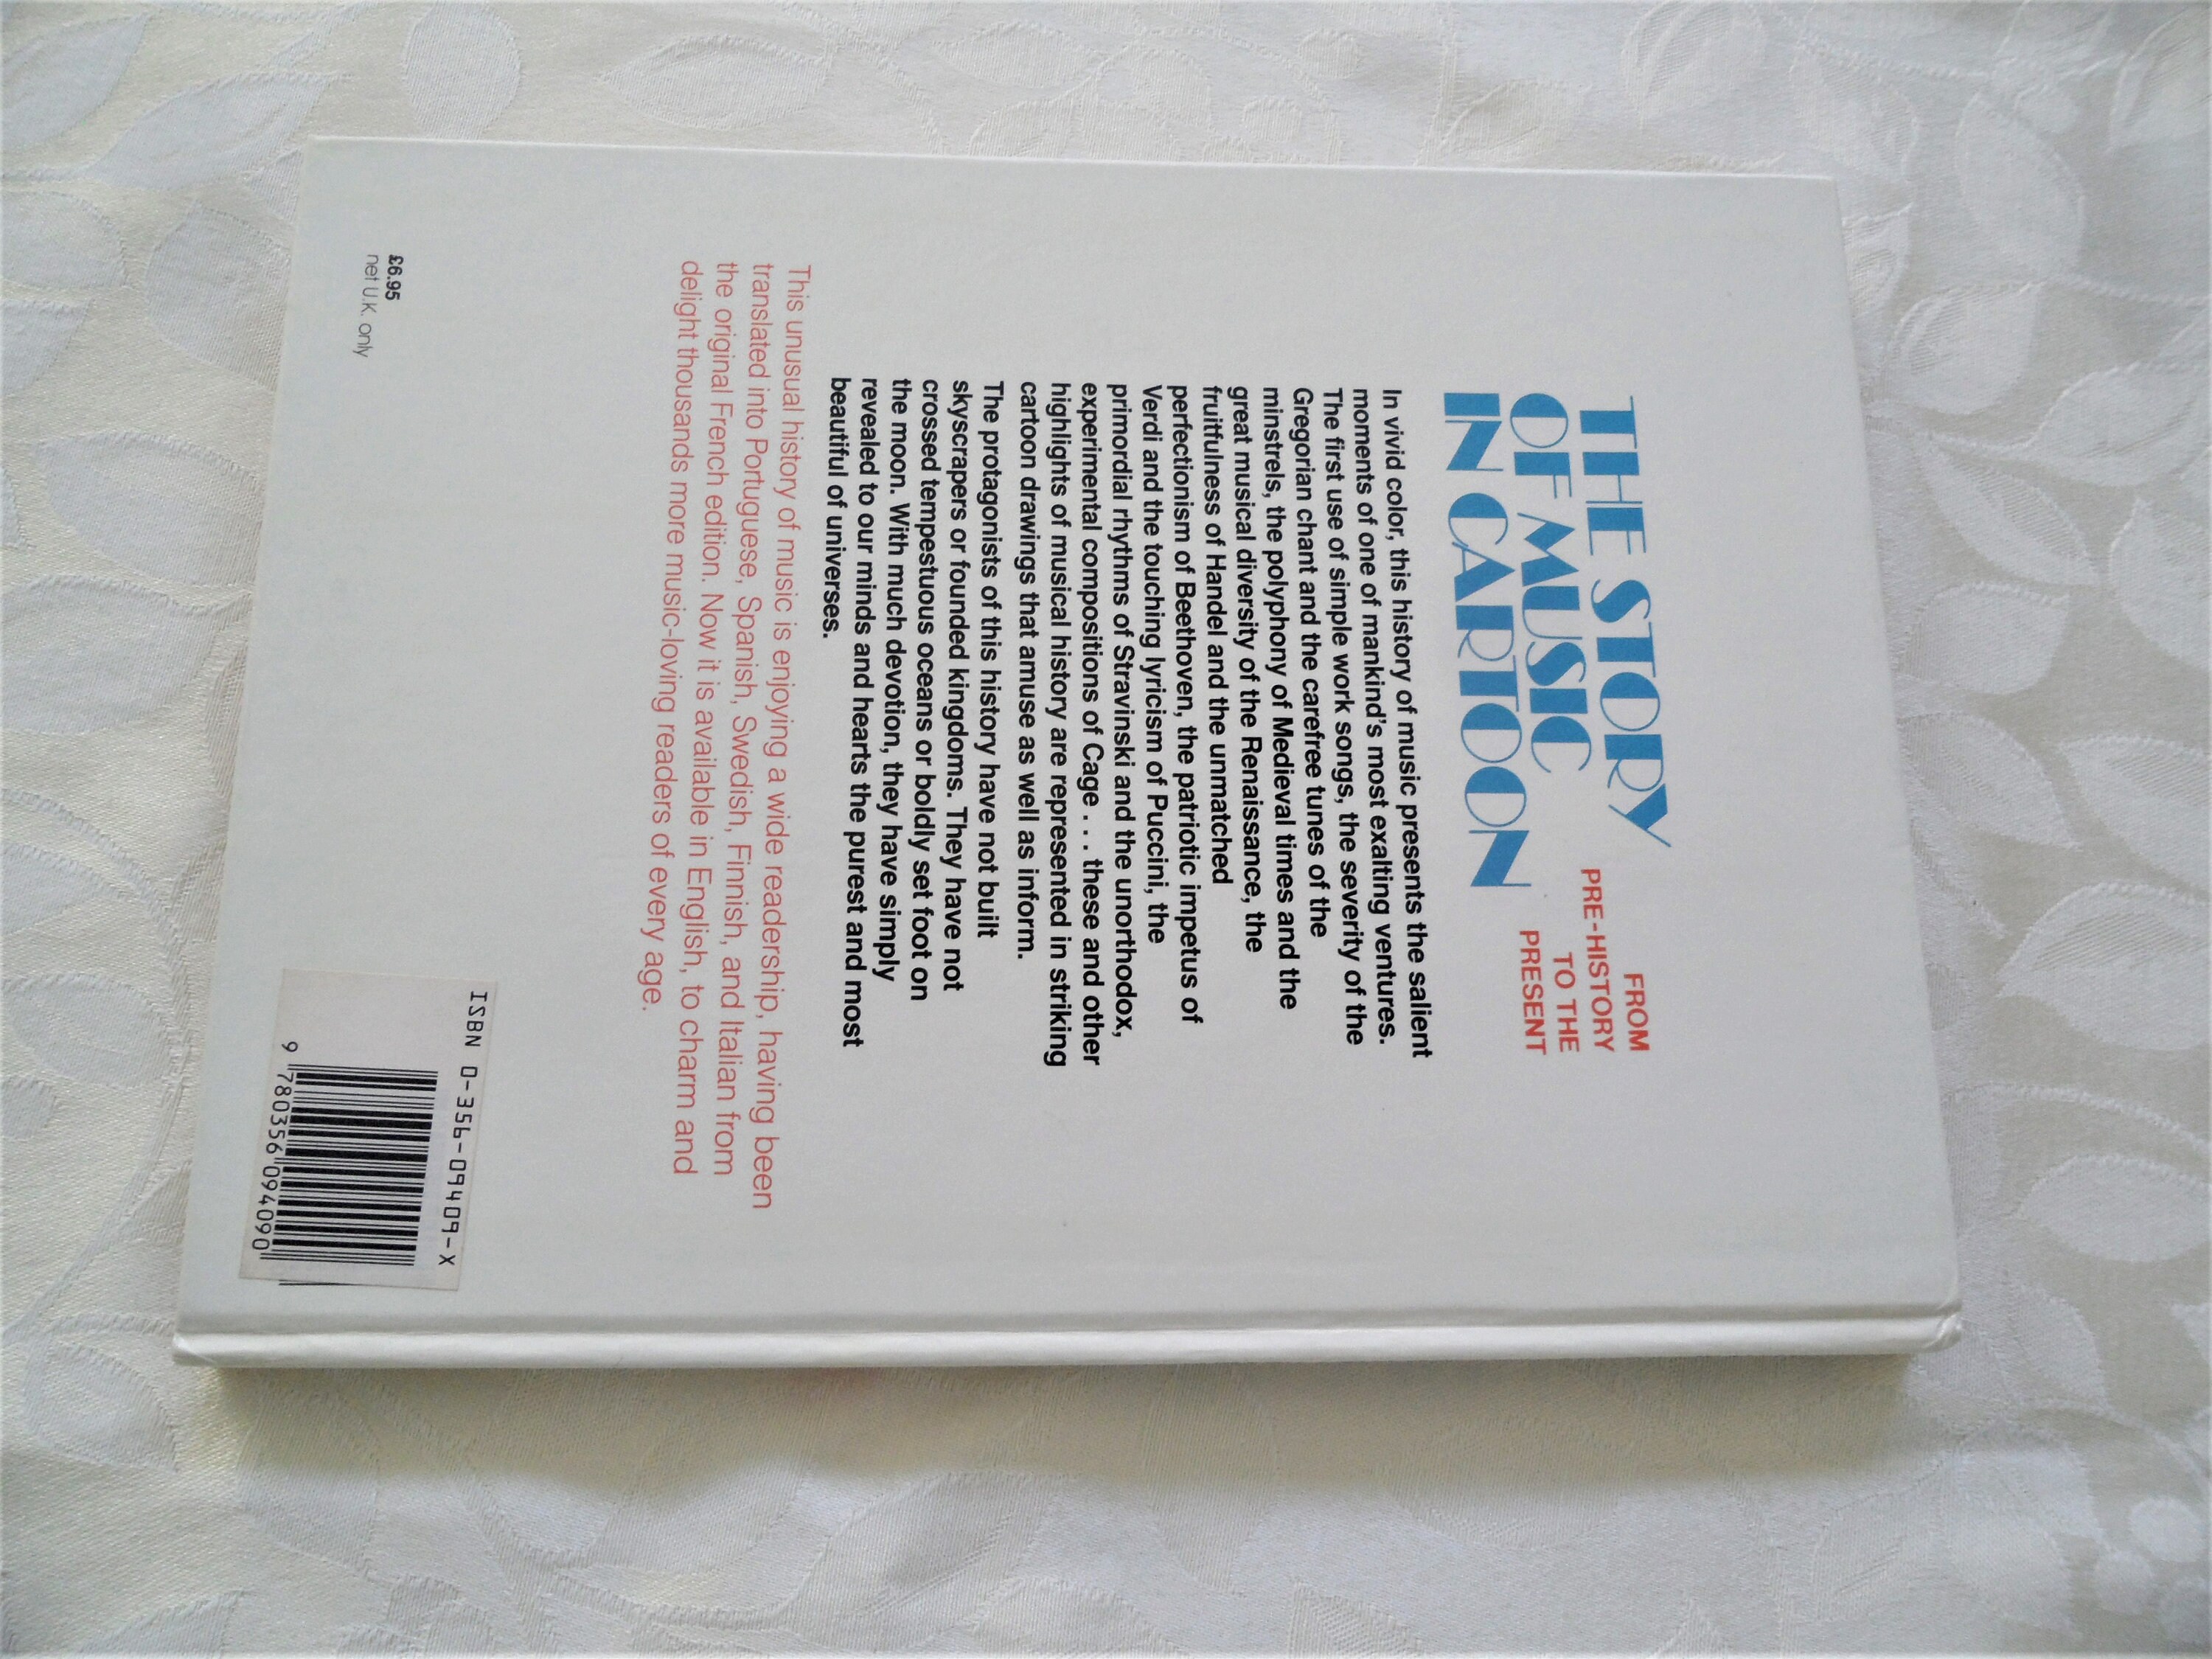 THE STORY
OF MUSIC
IN CARTOON
FROM
PRE-HISTORY
TO THE
PRESENT
In vivid color, this history of music presents the salient
moments of one of mankind's most exalting ventures.
The first use of simple work songs, the severity of the
Gregorian chant and the carefree tunes of the
minstrels, the polyphony of Medieval times and the
great musical diversity of the Renaissance, the
fruitfulness of Handel and the unmatched
perfectionism of Beethoven, the patriotic impetus of
Verdi and the touching lyricism of Puccini, the
primordial rhythms of Stravinski and the unorthodox,
experimental compositions of Cage . . . these and other
highlights of musical history are represented in striking
cartoon drawings that amuse as well as inform.
The protagonists of this history have not built
skyscrapers or founded kingdoms. They have not
crossed tempestuous oceans or boldly set foot on
the moon. With much devotion, they have simply
revealed to our minds and hearts the purest and most
beautiful of universes.
This unusual history of music is enjoying a wide readership, having been
translated into Portuguese, Spanish, Swedish, Finnish, and Italian from
the original French edition. Now it is available in English, to charm and
delight thousands more music-loving readers of every age.
£6.95
net U.K. only
ISBN 0-356-09409-X
9 780356 094090